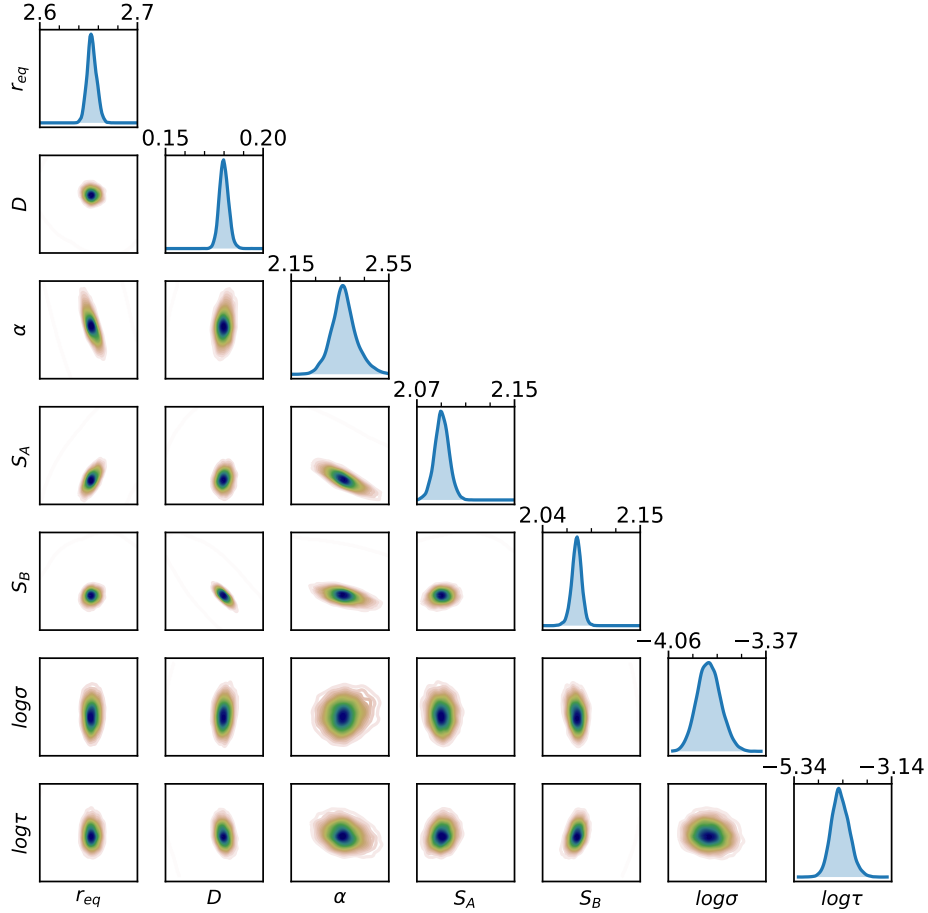 2.6 2.7
r_eq
0.15 0.20
D
2.15 2.55
α
2.07 2.15
S_A
2.04 2.15
S_B
−4.06 −3.37
logσ
−5.34 −3.14
logτ
r_eq D α S_A S_B logσ logτ